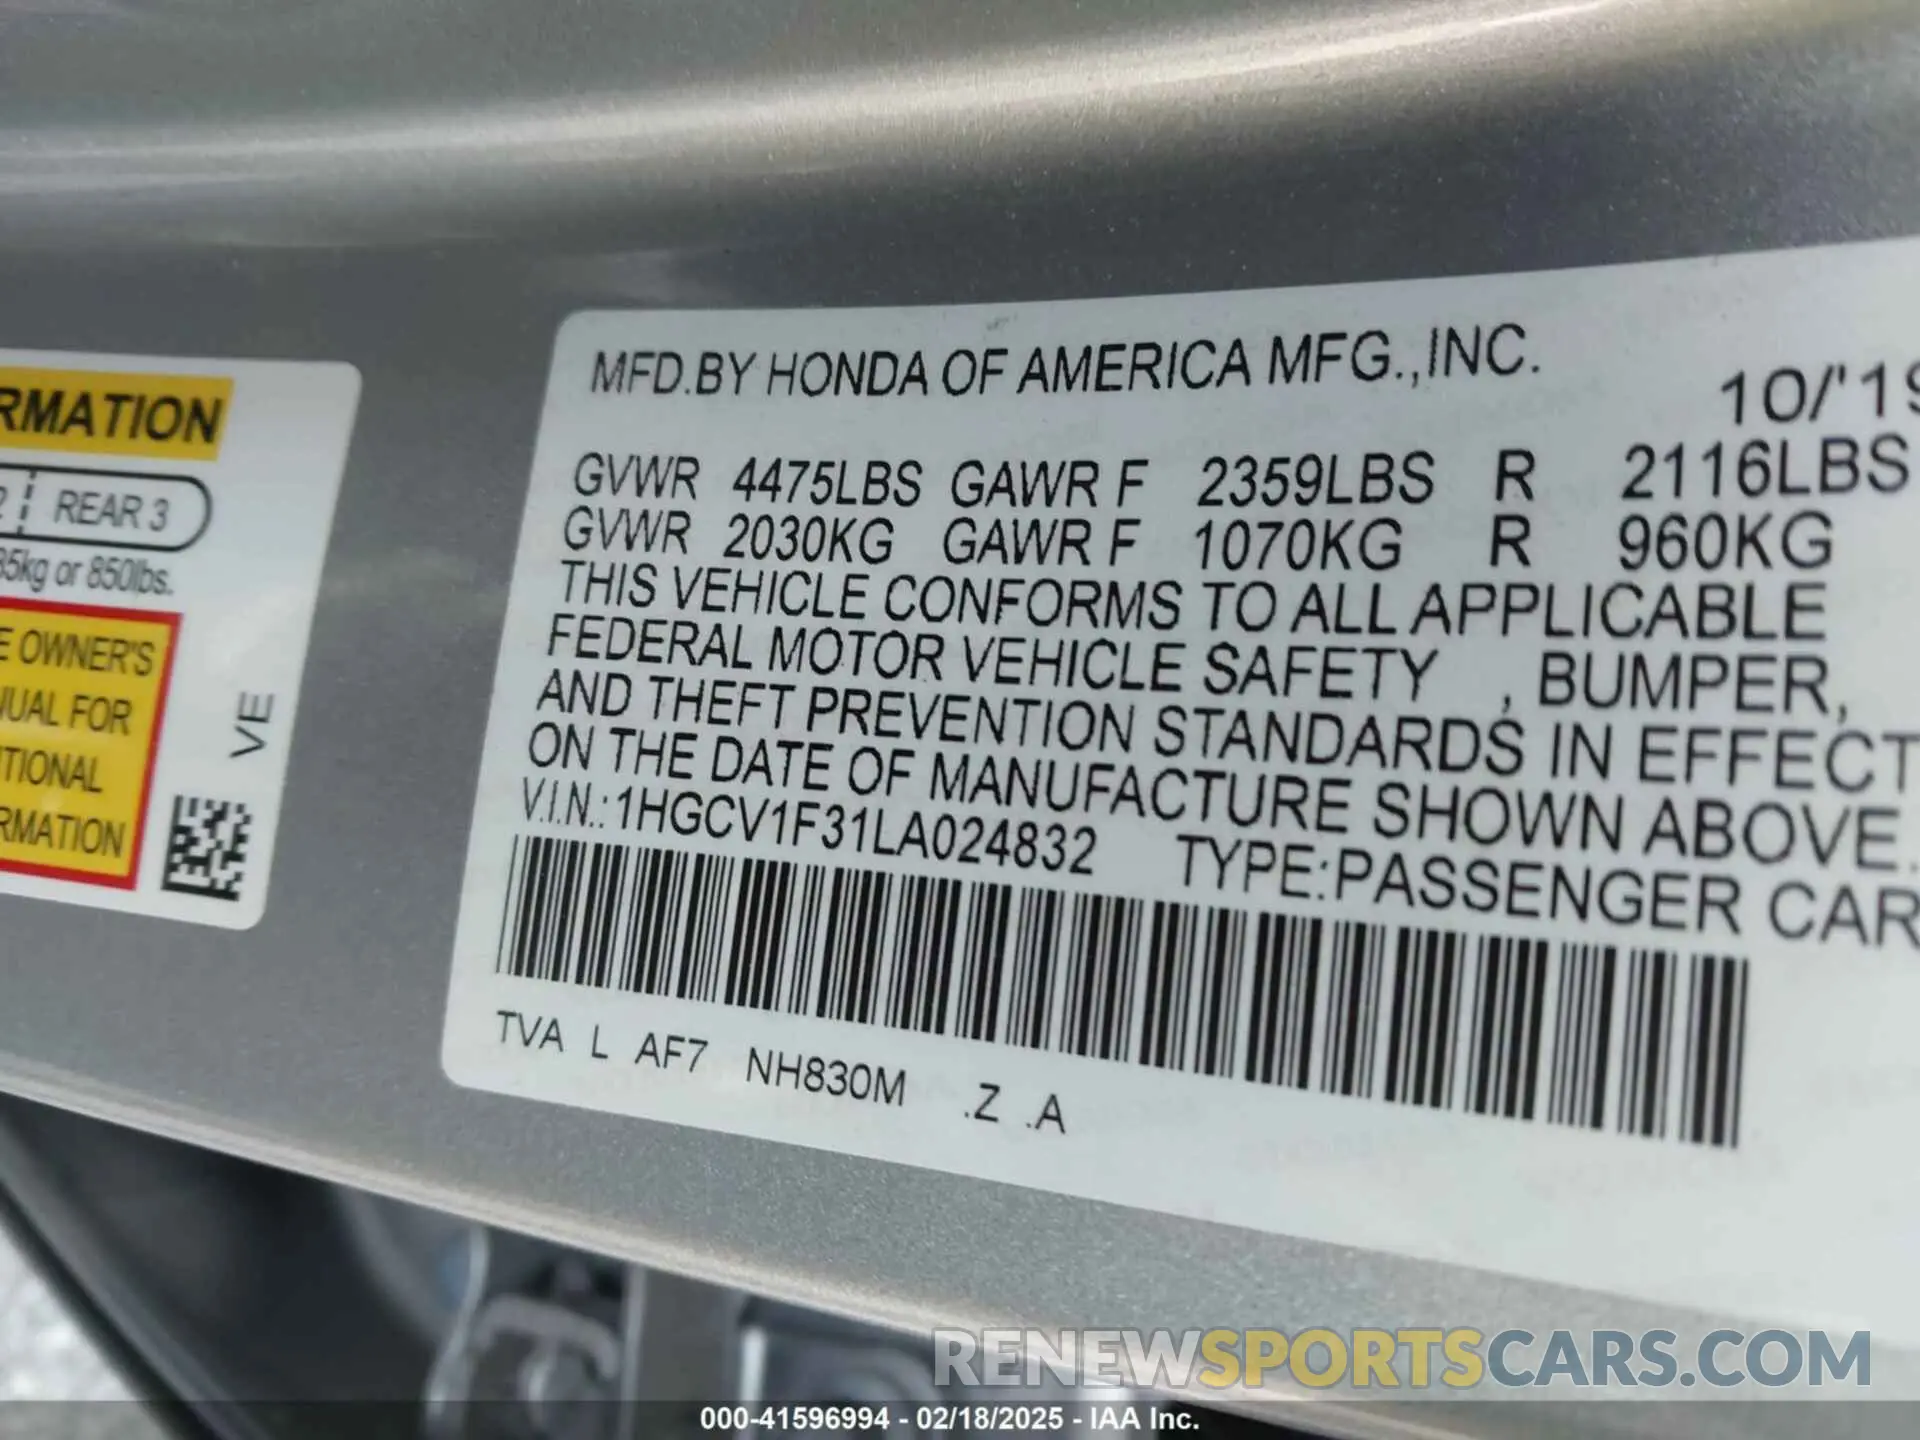 MFD.BY HONDA OF AMERICA MFG.,INC. 10/'19
GVWR 4475LBS GAWR F 2359LBS R 2116LBS
GVWR 2030KG GAWR F 1070KG R 960KG
THIS VEHICLE CONFORMS TO ALL APPLICABLE
FEDERAL MOTOR VEHICLE SAFETY , BUMPER,
AND THEFT PREVENTION STANDARDS IN EFFECT
ON THE DATE OF MANUFACTURE SHOWN ABOVE.
V.I.N.: 1HGCV1F31LA024832 TYPE:PASSENGER CAR
TVA L AF7 NH830M .Z .A
RMATION
2 REAR 3
85kg or 850lbs.
E OWNER'S
NUAL FOR
ITIONAL
RMATION
VE
RENEWSPORTSCARS.COM
000-41596994 - 02/18/2025 - IAA Inc.